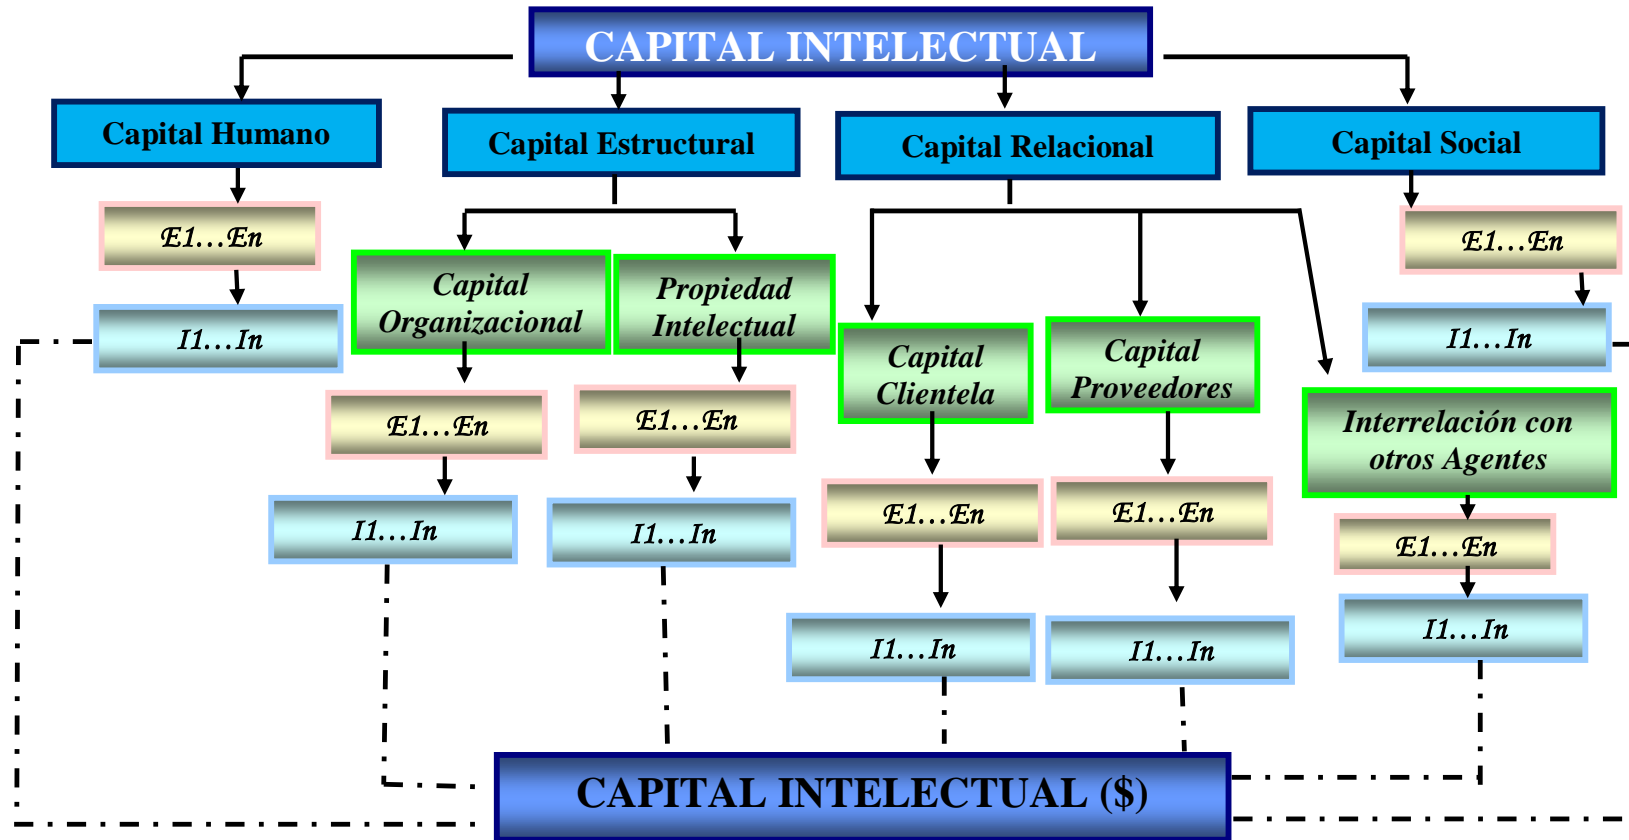 CAPITAL INTELECTUAL
Capital Humano
Capital Estructural
Capital Relacional
Capital Social
E1…En
E1…En
Capital
Organizacional
Propiedad
Intelectual
I1…In
I1…In
Capital
Clientela
Capital
Proveedores
E1…En
E1…En
Interrelación con
otros Agentes
I1…In
I1…In
E1…En
E1…En
E1…En
I1…In
I1…In
I1…In
CAPITAL INTELECTUAL ($)